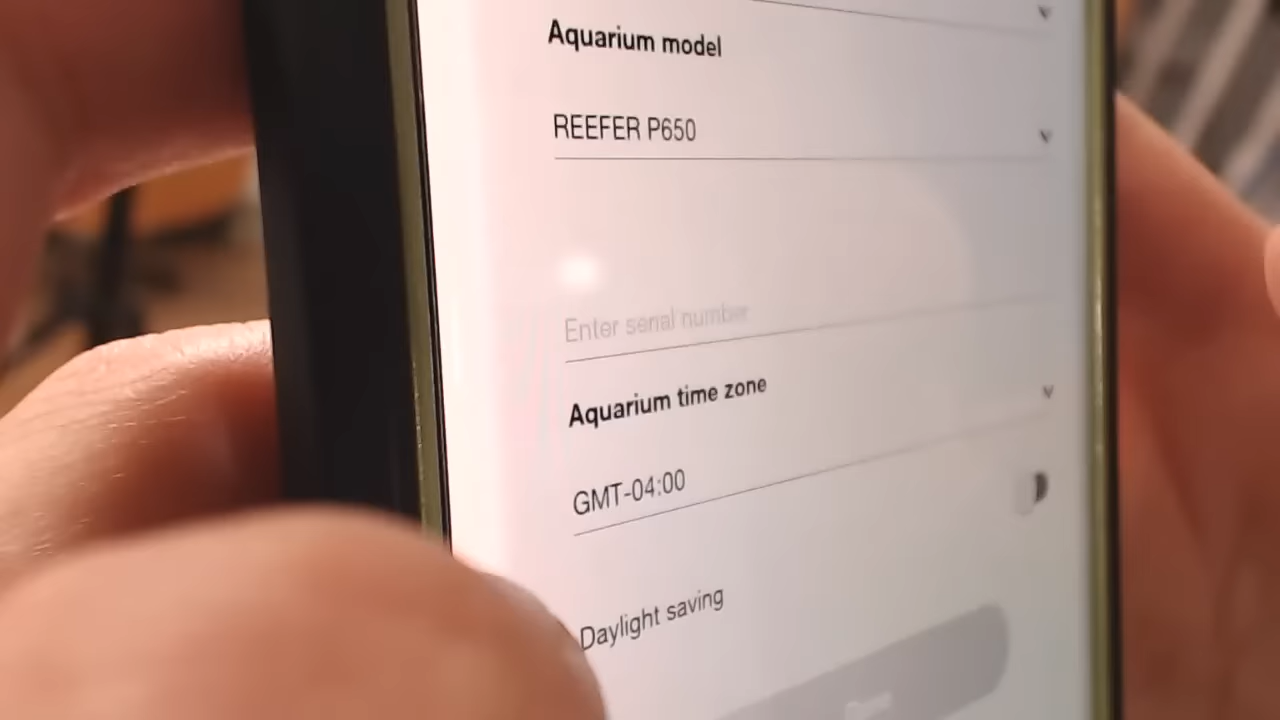 Aquarium model
REEFER P650
Enter serial number
Aquarium time zone
GMT-04:00
Daylight saving